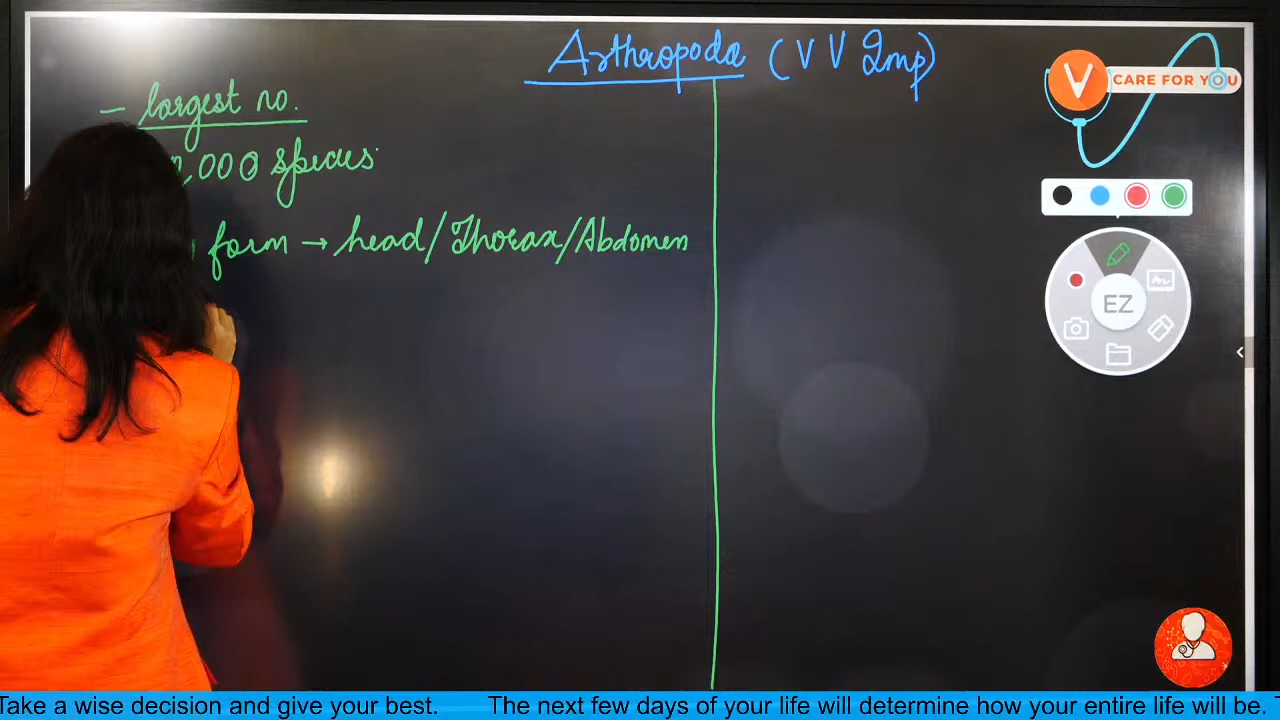 Arthropoda (V V Imp)
CARE FOR YOU
- largest no.
,000 species.
form → head/Thorax/Abdomen
EZ
Take a wise decision and give your best. The next few days of your life will determine how your entire life will be.